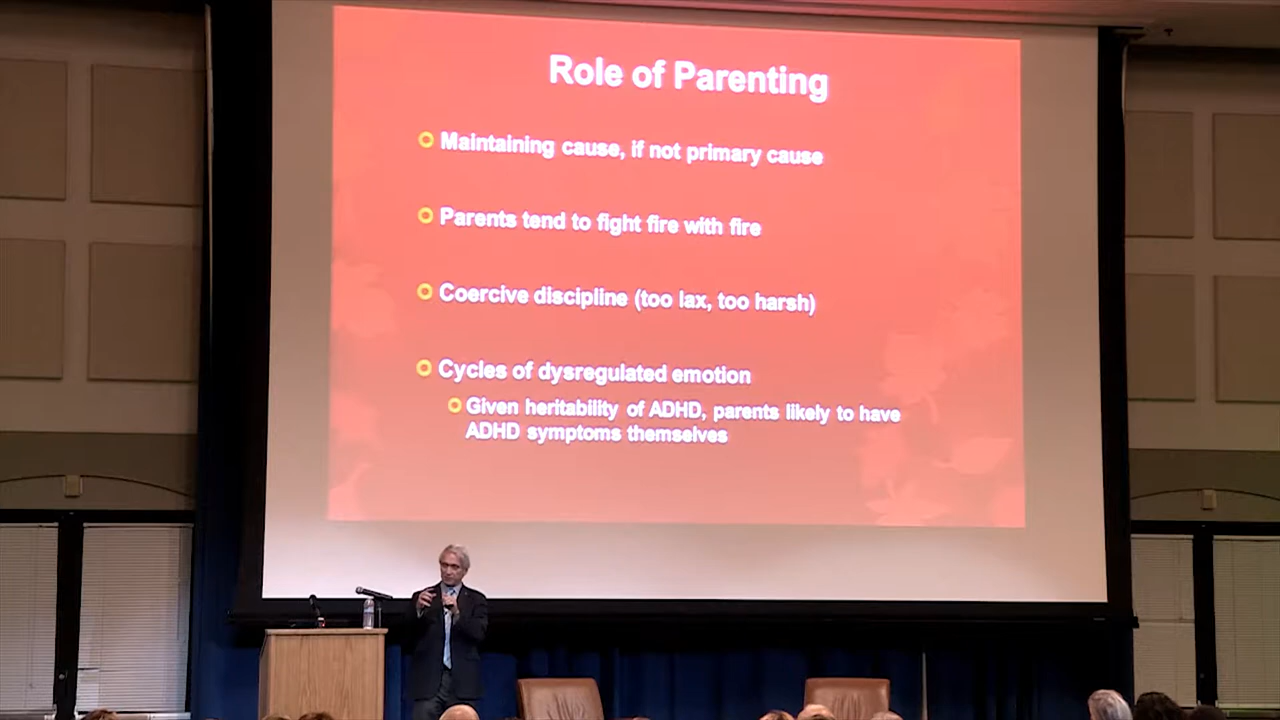 Role of Parenting
Maintaining cause, if not primary cause
Parents tend to fight fire with fire
Coercive discipline (too lax, too harsh)
Cycles of dysregulated emotion
Given heritability of ADHD, parents likely to have
ADHD symptoms themselves